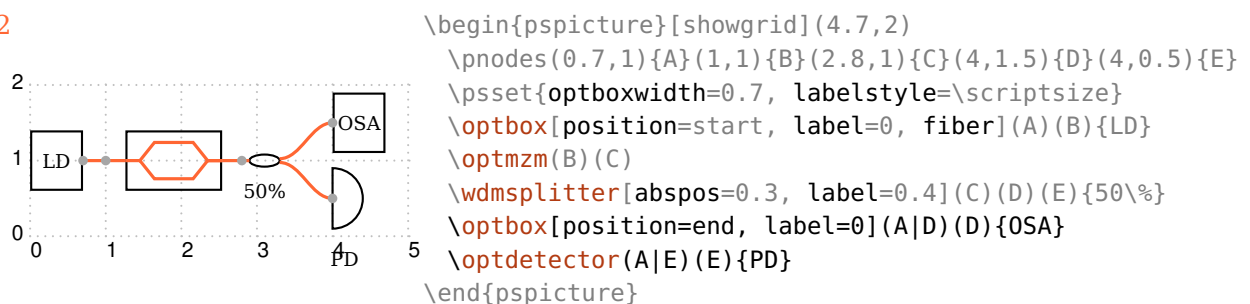 2
2
1
0
0 1 2 3 4 5
LD
OSA
50%
PD
\begin{pspicture}[showgrid](4.7,2)
\pnodes(0.7,1){A}(1,1){B}(2.8,1){C}(4,1.5){D}(4,0.5){E}
\psset{optboxwidth=0.7, labelstyle=\scriptsize}
\optbox[position=start, label=0, fiber](A)(B){LD}
\optmzm(B)(C)
\wdmsplitter[abspos=0.3, label=0.4](C)(D)(E){50\%}
\optbox[position=end, label=0](A|D)(D){OSA}
\optdetector(A|E)(E){PD}
\end{pspicture}